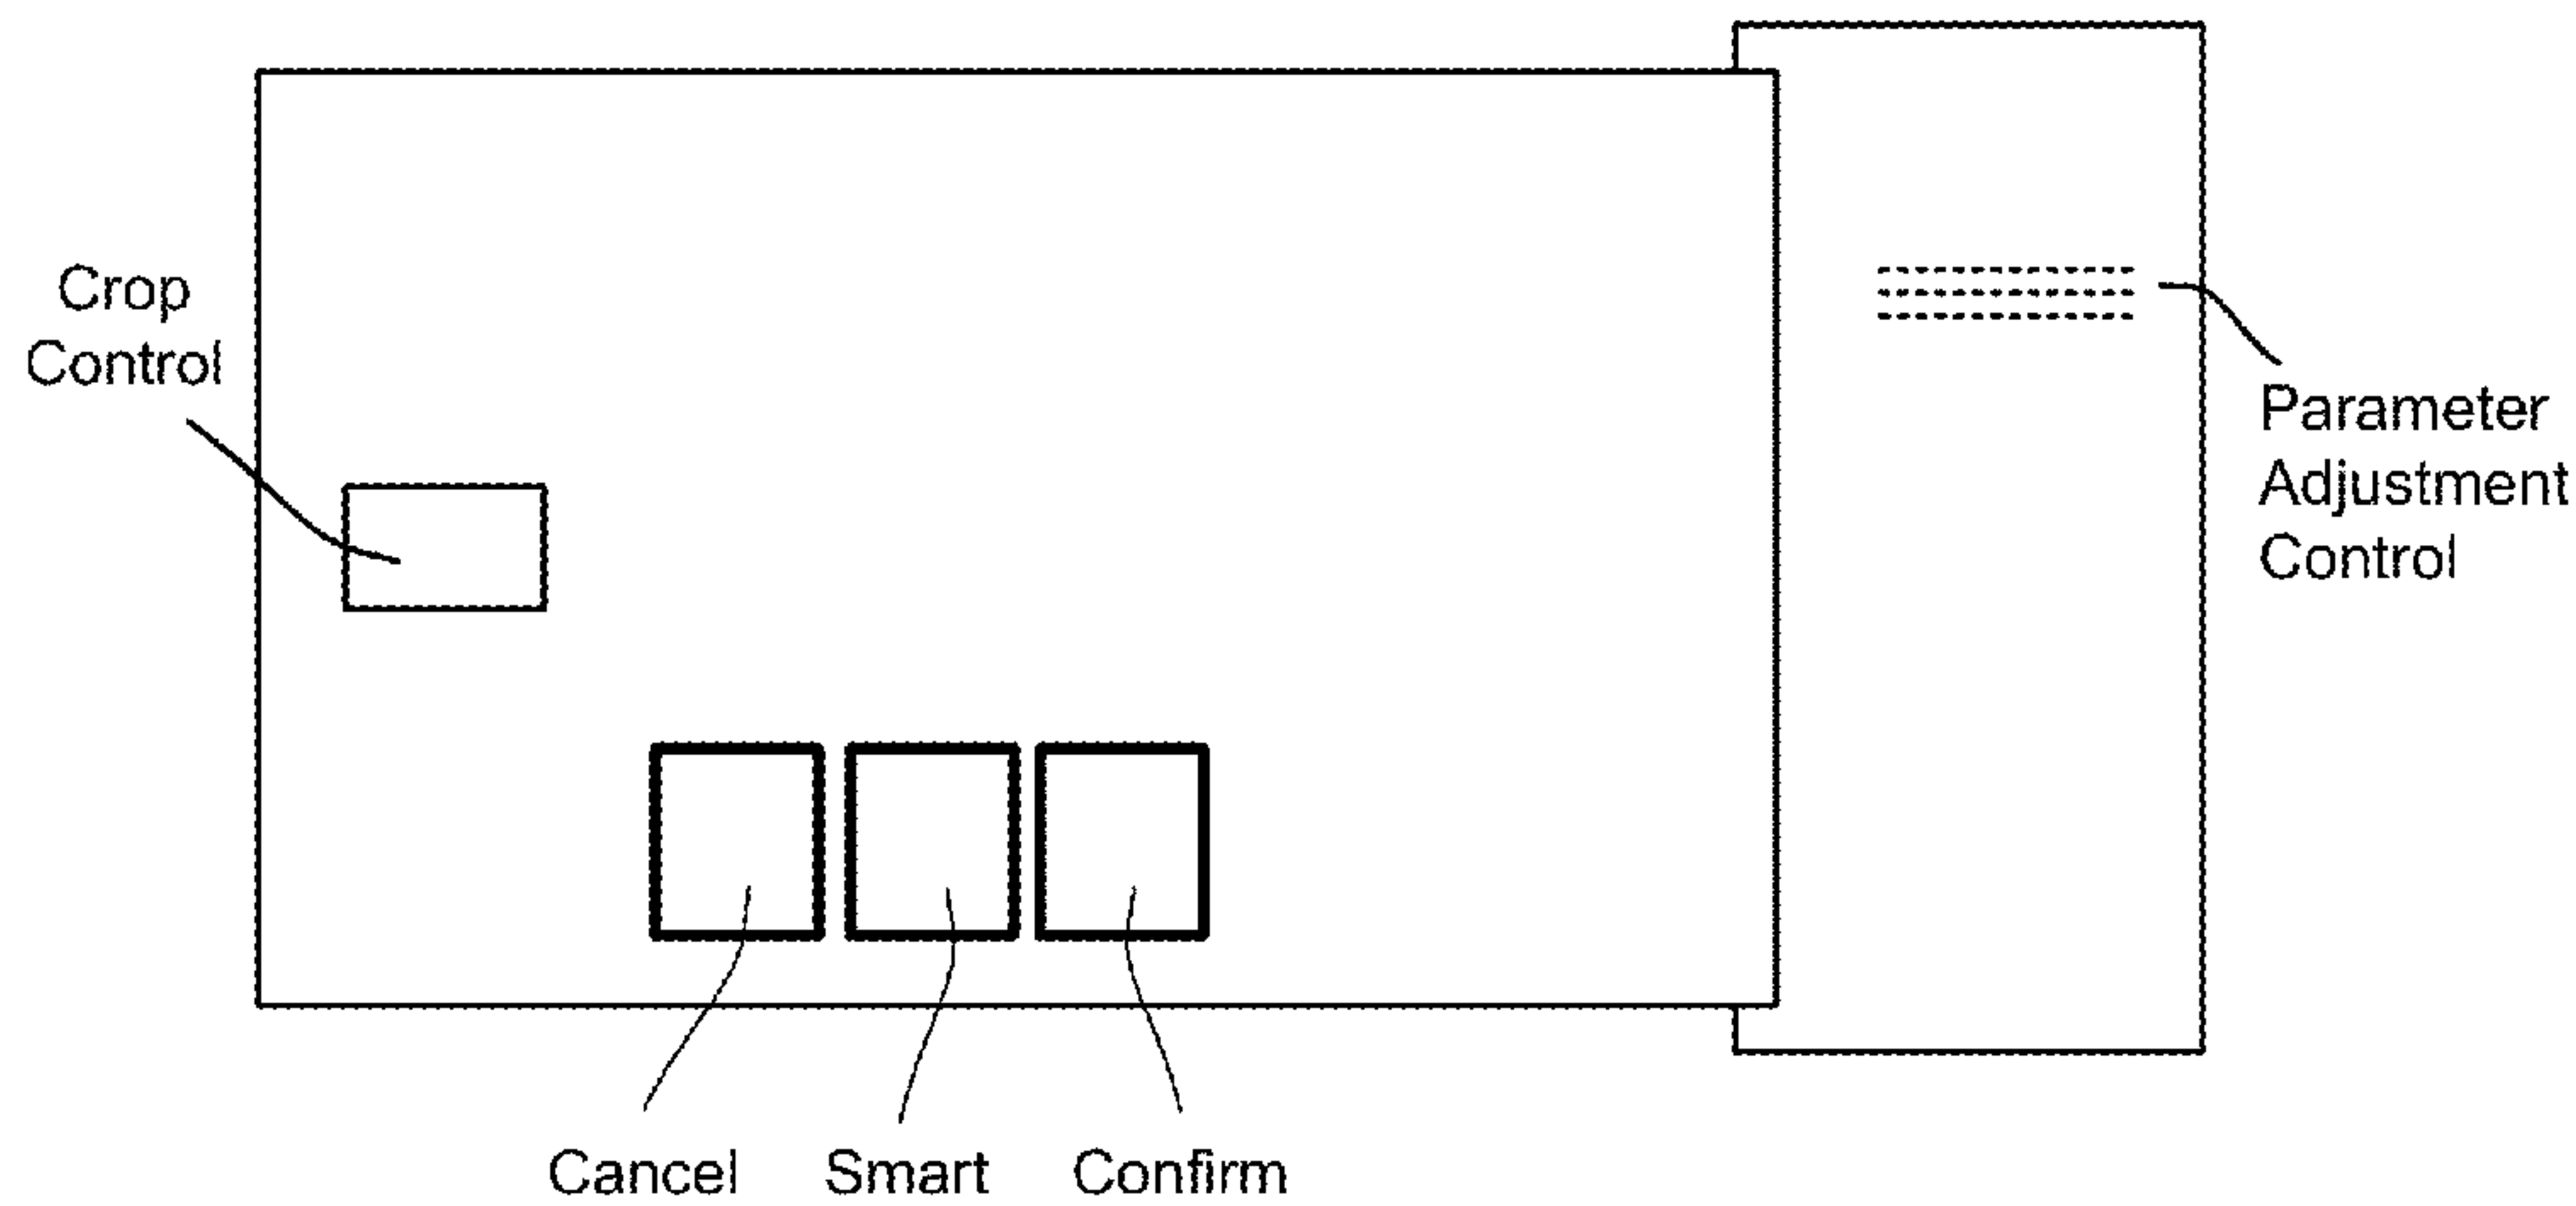 Crop
Control
Parameter
Adjustment
Control
Cancel
Smart
Confirm